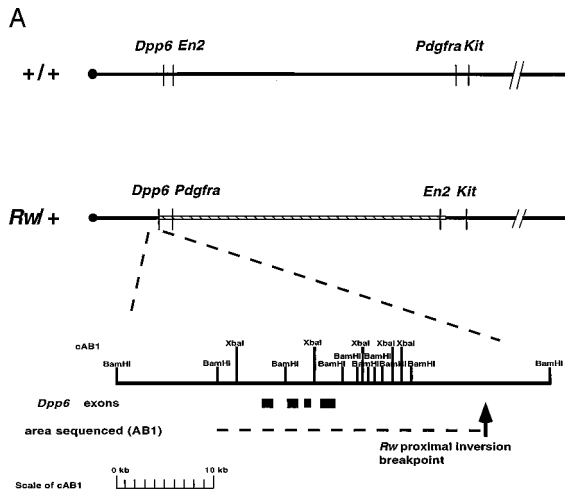 A
Dpp6 En2 Pdgfra Kit
+/+
Dpp6 Pdgfra En2 Kit
Rw/+
cAB1
XbaI XbaI XbaI XbaI XbaI
BamHI BamHI
BamHI BamHI BamHI BamHI BamHI BamHI BamHI
Dpp6 exons
area sequenced (AB1)
Rw proximal inversion
breakpoint
0 kb 10 kb
Scale of cAB1